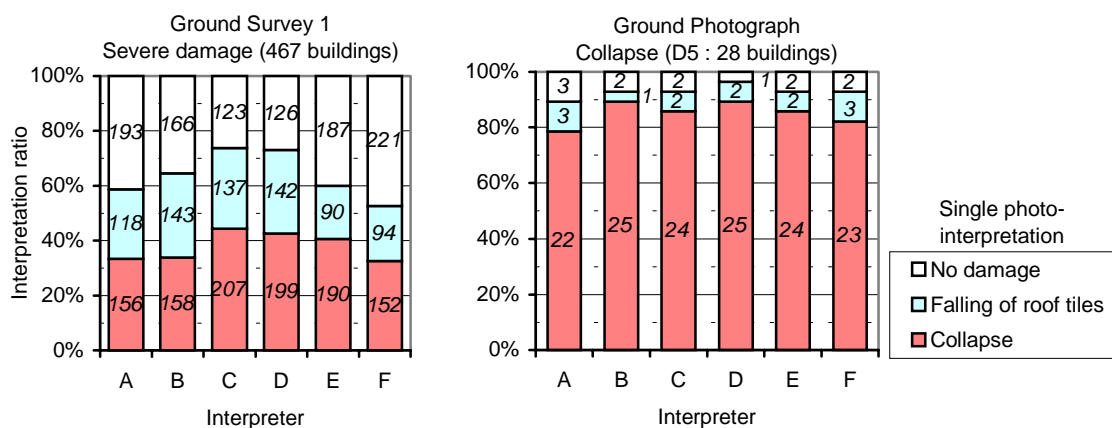 Ground Survey 1
Severe damage (467 buildings)
100%
80%
60%
40%
20%
0%
Interpretation ratio
193 166 123 126 187 221
118 143 137 142 90 94
156 158 207 199 190 152
A B C D E F
Interpreter
Ground Photograph
Collapse (D5 : 28 buildings)
100%
80%
60%
40%
20%
0%
3 2 2 1 2 2
3 1 2 2 2 3
22 25 24 25 24 23
A B C D E F
Interpreter
Single photo-
interpretation
No damage
Falling of roof tiles
Collapse